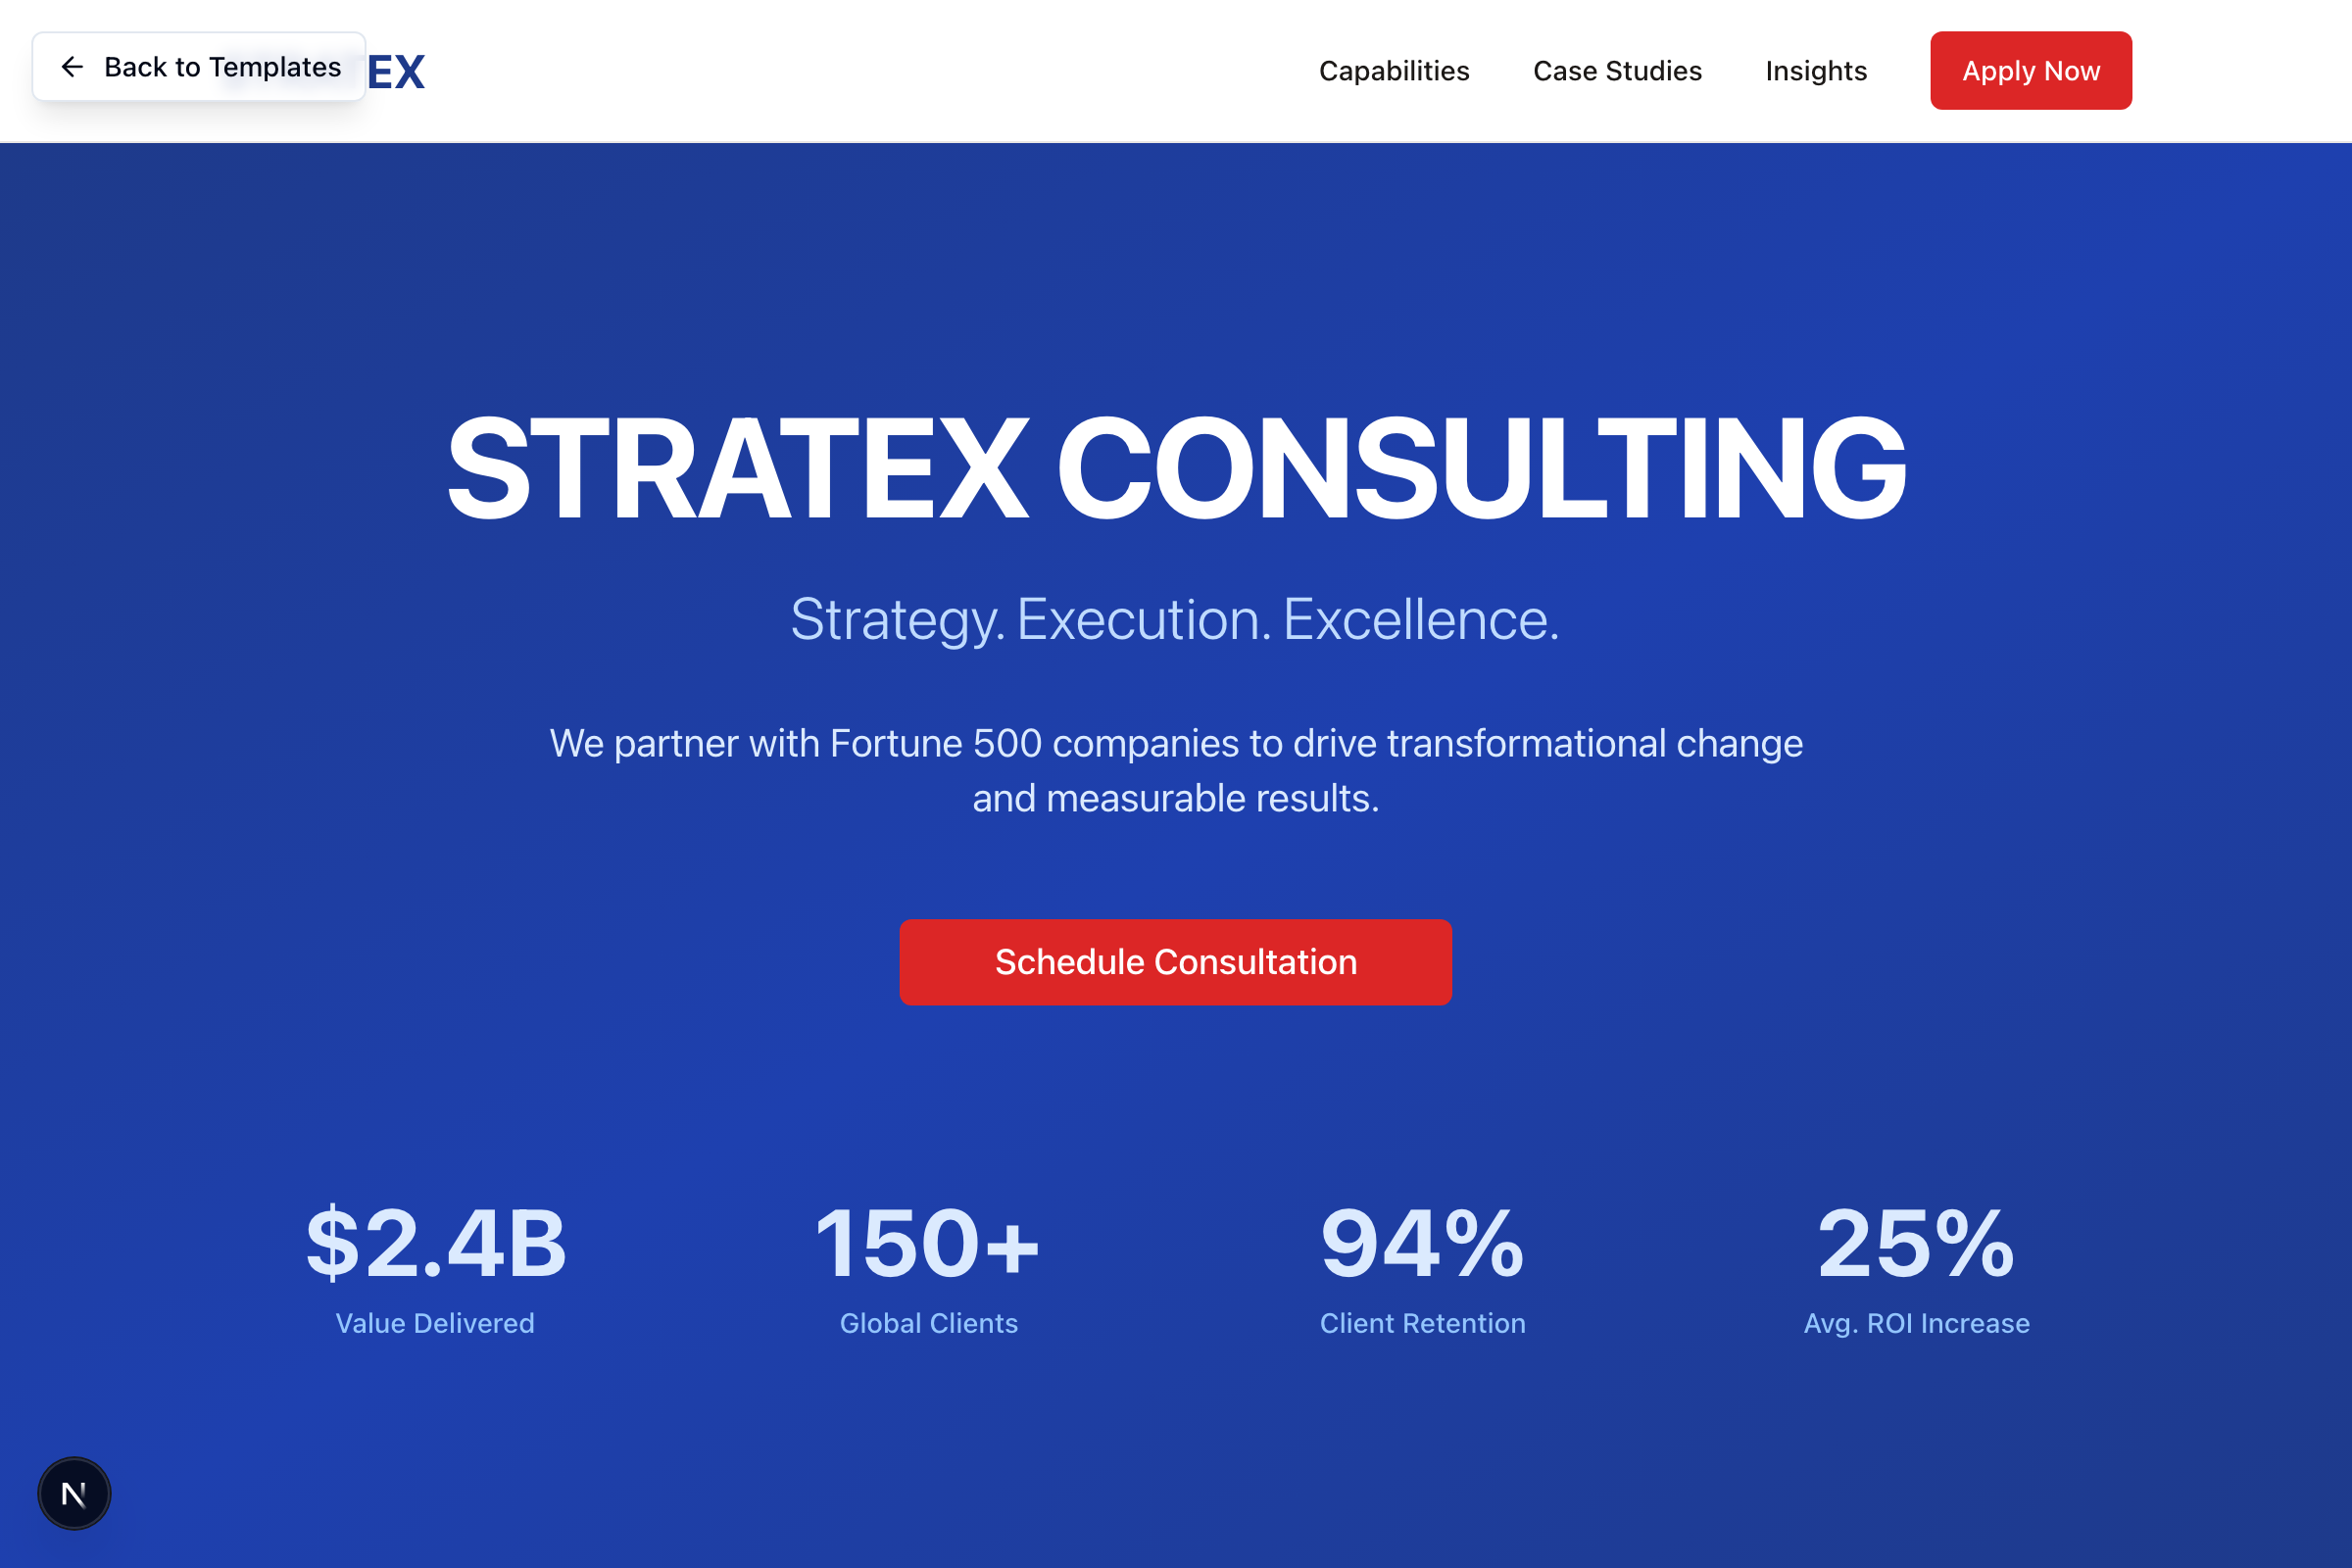 Back to Templates
EX
Capabilities
Case Studies
Insights
Apply Now
STRATEX CONSULTING
Strategy. Execution. Excellence.
We partner with Fortune 500 companies to drive transformational change
and measurable results.
Schedule Consultation
$2.4B
Value Delivered
150+
Global Clients
94%
Client Retention
25%
Avg. ROI Increase
N